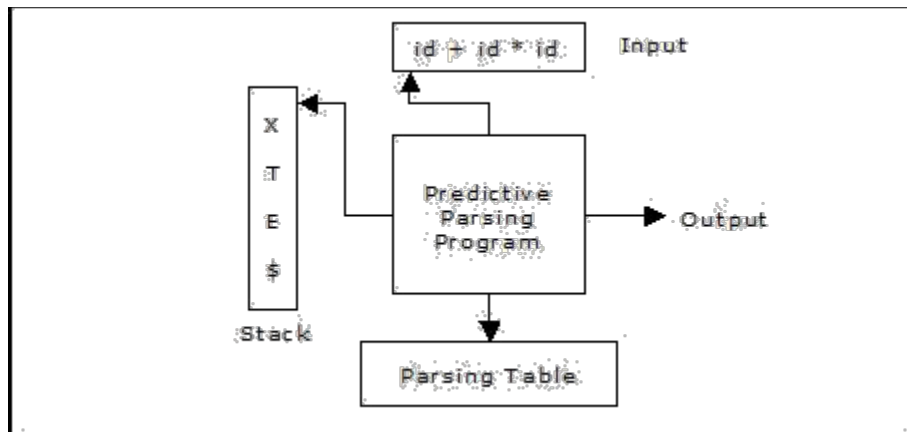 id + id * id
Input
X
T
E
$
Stack
Predictive
Parsing
Program
Output
Parsing Table